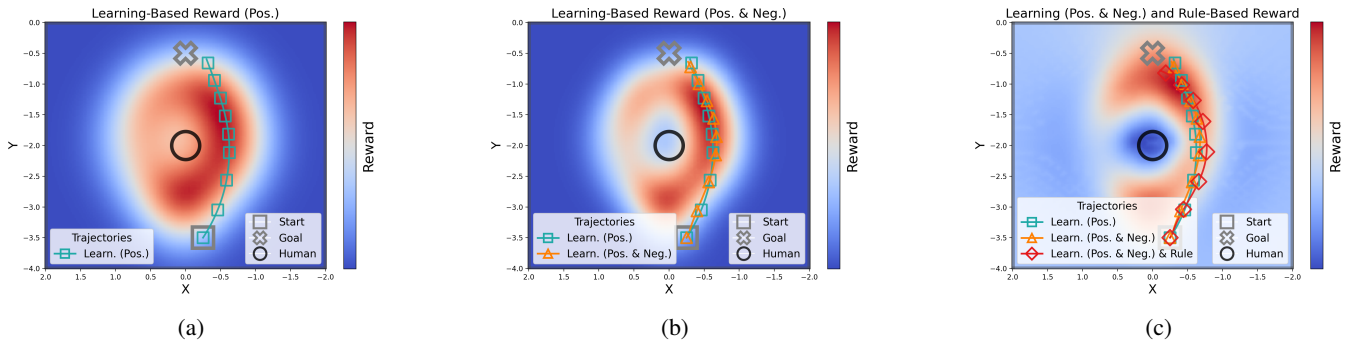 Learning-Based Reward (Pos.)
0.0
−0.5
−1.0
−1.5
−2.0
−2.5
−3.0
−3.5
−4.0
Y
2.0 1.5 1.0 0.5 0.0 −0.5 −1.0 −1.5 −2.0
X
Trajectories
Learn. (Pos.)
Start
Goal
Human
Reward
(a)
Learning-Based Reward (Pos. & Neg.)
0.0
−0.5
−1.0
−1.5
−2.0
−2.5
−3.0
−3.5
−4.0
Y
2.0 1.5 1.0 0.5 0.0 −0.5 −1.0 −1.5 −2.0
X
Trajectories
Learn. (Pos.)
Learn. (Pos. & Neg.)
Start
Goal
Human
Reward
(b)
Learning (Pos. & Neg.) and Rule-Based Reward
0.0
−0.5
−1.0
−1.5
−2.0
−2.5
−3.0
−3.5
−4.0
Y
2.0 1.5 1.0 0.5 0.0 −0.5 −1.0 −1.5 −2.0
X
Trajectories
Learn. (Pos.)
Learn. (Pos. & Neg.)
Learn. (Pos. & Neg.) & Rule
Start
Goal
Human
Reward
(c)